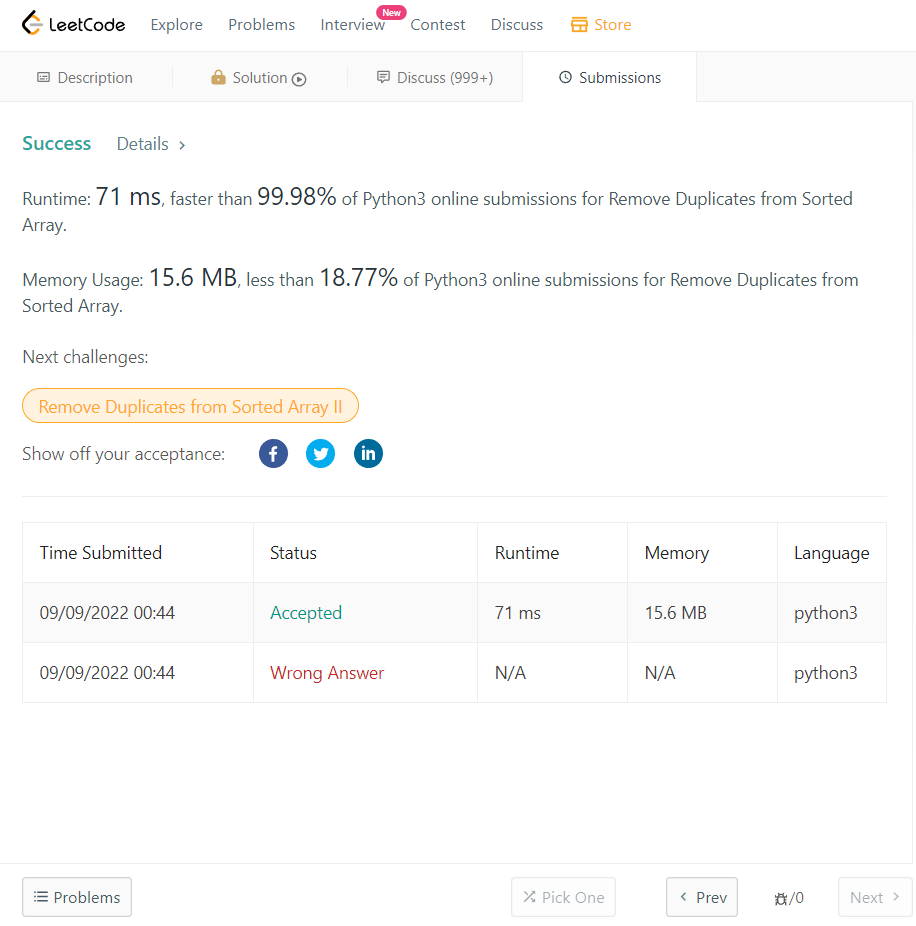 LeetCode Explore Problems Interview New Contest Discuss Store
Description Solution Discuss (999+) Submissions
Success Details >
Runtime: 71 ms, faster than 99.98% of Python3 online submissions for Remove Duplicates from Sorted
Array.
Memory Usage: 15.6 MB, less than 18.77% of Python3 online submissions for Remove Duplicates from
Sorted Array.
Next challenges:
Remove Duplicates from Sorted Array II
Show off your acceptance: f in
Time Submitted Status Runtime Memory Language
09/09/2022 00:44 Accepted 71 ms 15.6 MB python3
09/09/2022 00:44 Wrong Answer N/A N/A python3
Problems Pick One < Prev /0 Next >